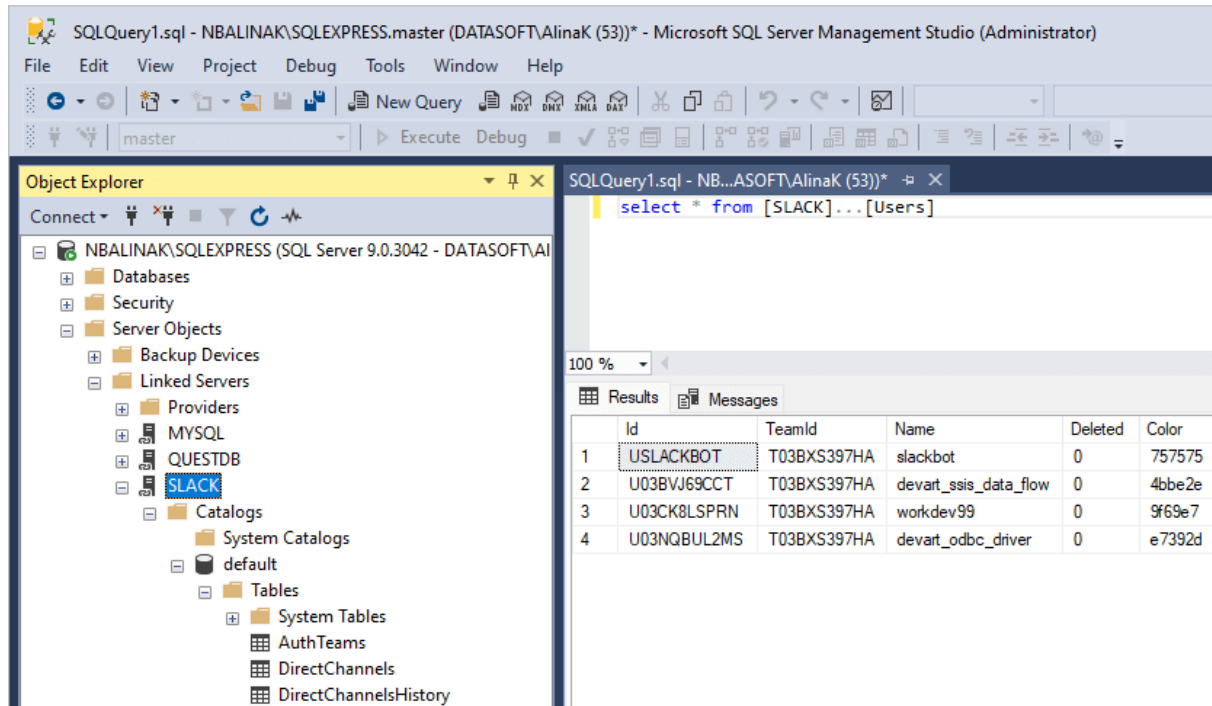 SQLQuery1.sql - NBALINAK\SQLEXPRESS.master (DATASOFT\AlinaK (53))* - Microsoft SQL Server Management Studio (Administrator)
File Edit View Project Debug Tools Window Help
New Query MDX DMX XMLA DAX
master Execute Debug
Object Explorer
Connect
NBALINAK\SQLEXPRESS (SQL Server 9.0.3042 - DATASOFT\Al
Databases
Security
Server Objects
Backup Devices
Linked Servers
Providers
MYSQL
QUESTDB
SLACK
Catalogs
System Catalogs
default
Tables
System Tables
AuthTeams
DirectChannels
DirectChannelsHistory
SQLQuery1.sql - NB...ASOFT\AlinaK (53))*
select * from [SLACK]...[Users]
100 %
Results Messages
Id TeamId Name Deleted Color
1 USLACKBOT T03BXS397HA slackbot 0 757575
2 U03BVJ69CCT T03BXS397HA devart_ssis_data_flow 0 4bbe2e
3 U03CK8LSPRN T03BXS397HA workdev99 0 9f69e7
4 U03NQBUL2MS T03BXS397HA devart_odbc_driver 0 e7392d